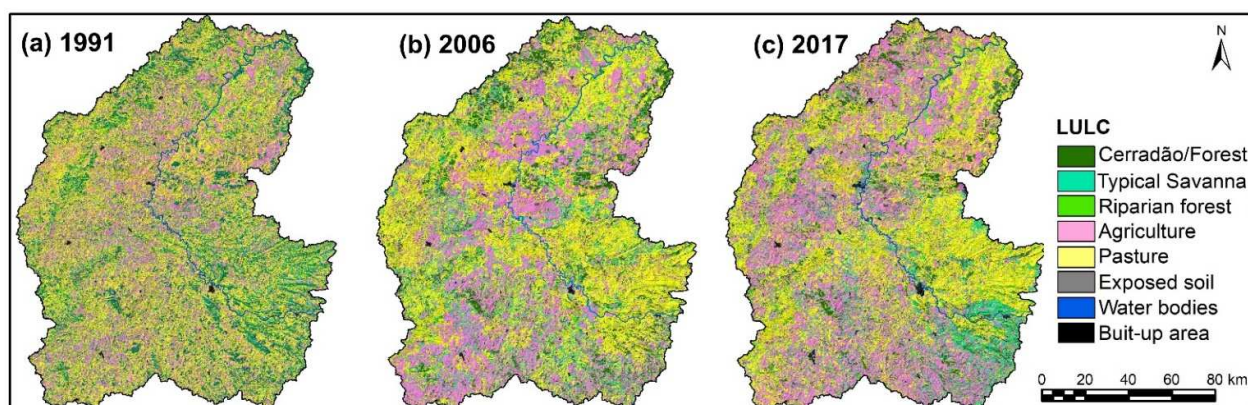 (a) 1991
(b) 2006
(c) 2017
N
LULC
Cerradão/Forest
Typical Savanna
Riparian forest
Agriculture
Pasture
Exposed soil
Water bodies
Buit-up area
0 20 40 60 80 km